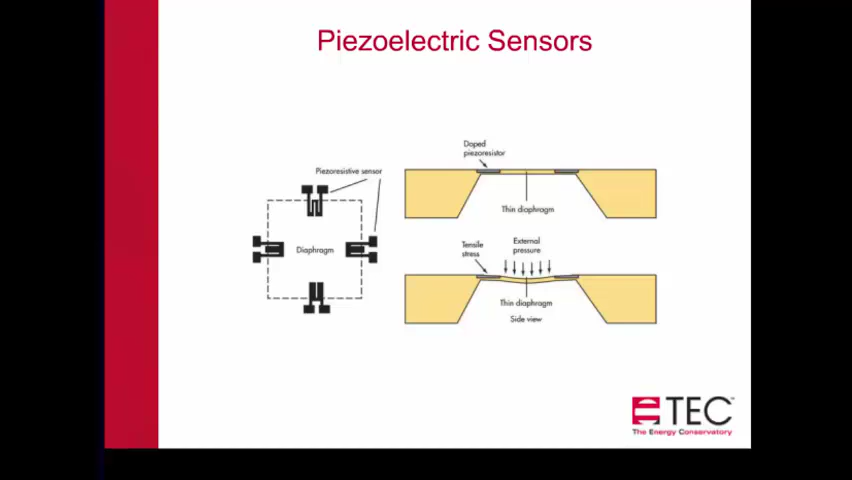 Piezoelectric Sensors
Doped
piezoresistor
Piezoresistive sensor
Thin diaphragm
Diaphragm
Tensile
stress
External
pressure
Thin diaphragm
Side view
TEC™
The Energy Conservatory